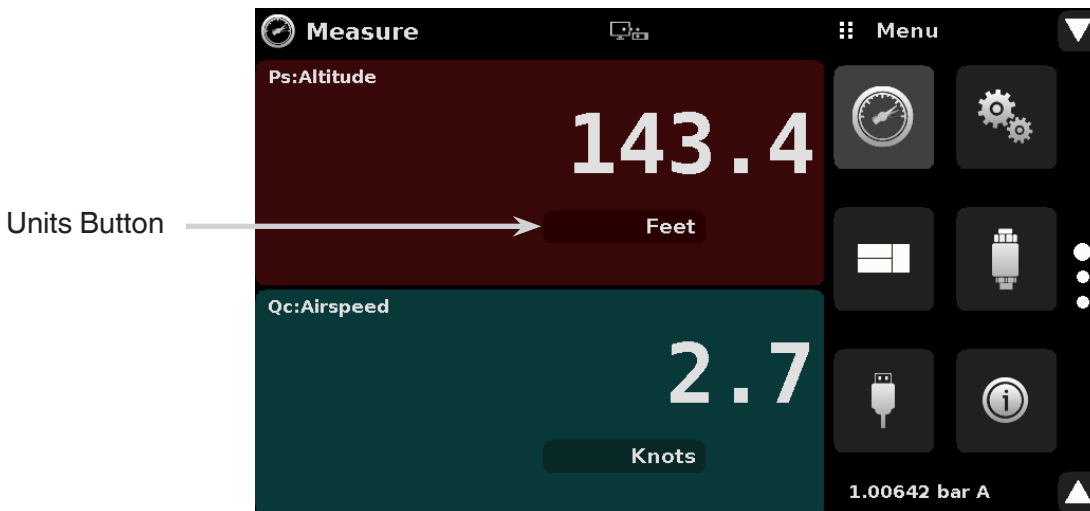 Measure
Menu
Ps:Altitude
143.4
Units Button
Feet
Qc:Airspeed
2.7
Knots
1.00642 bar A